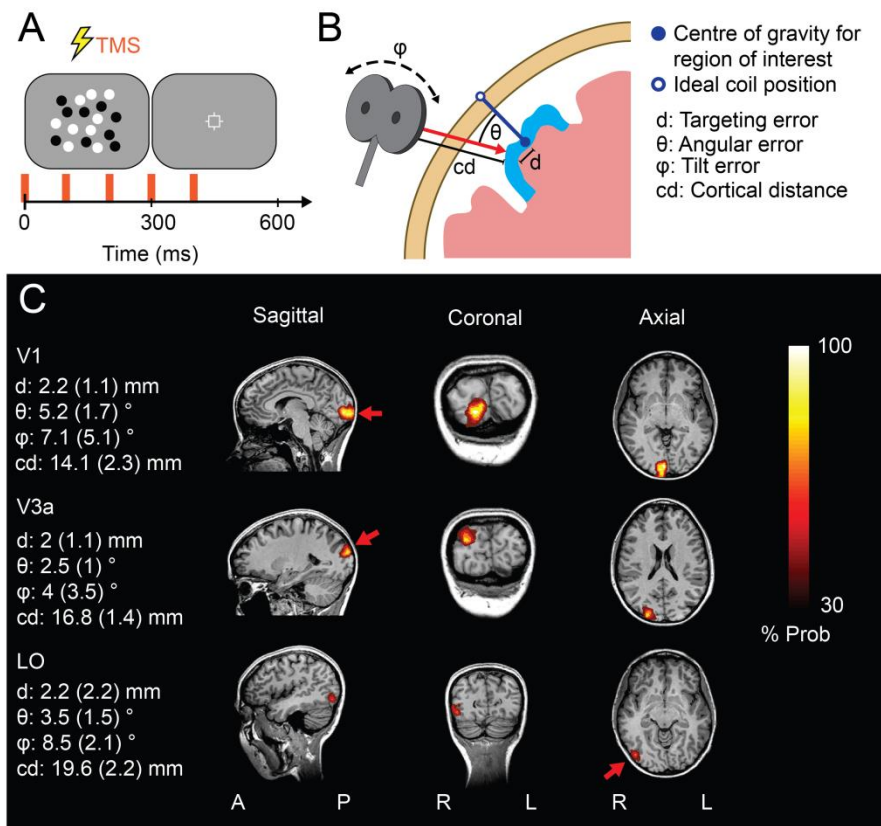 A
TMS
0
300
600
Time (ms)
B
φ
θ
cd
d
Centre of gravity for
region of interest
Ideal coil position
d: Targeting error
θ: Angular error
φ: Tilt error
cd: Cortical distance
C
Sagittal
Coronal
Axial
V1
d: 2.2 (1.1) mm
θ: 5.2 (1.7) °
φ: 7.1 (5.1) °
cd: 14.1 (2.3) mm
V3a
d: 2 (1.1) mm
θ: 2.5 (1) °
φ: 4 (3.5) °
cd: 16.8 (1.4) mm
LO
d: 2.2 (2.2) mm
θ: 3.5 (1.5) °
φ: 8.5 (2.1) °
cd: 19.6 (2.2) mm
A P R L R L
100
30
% Prob